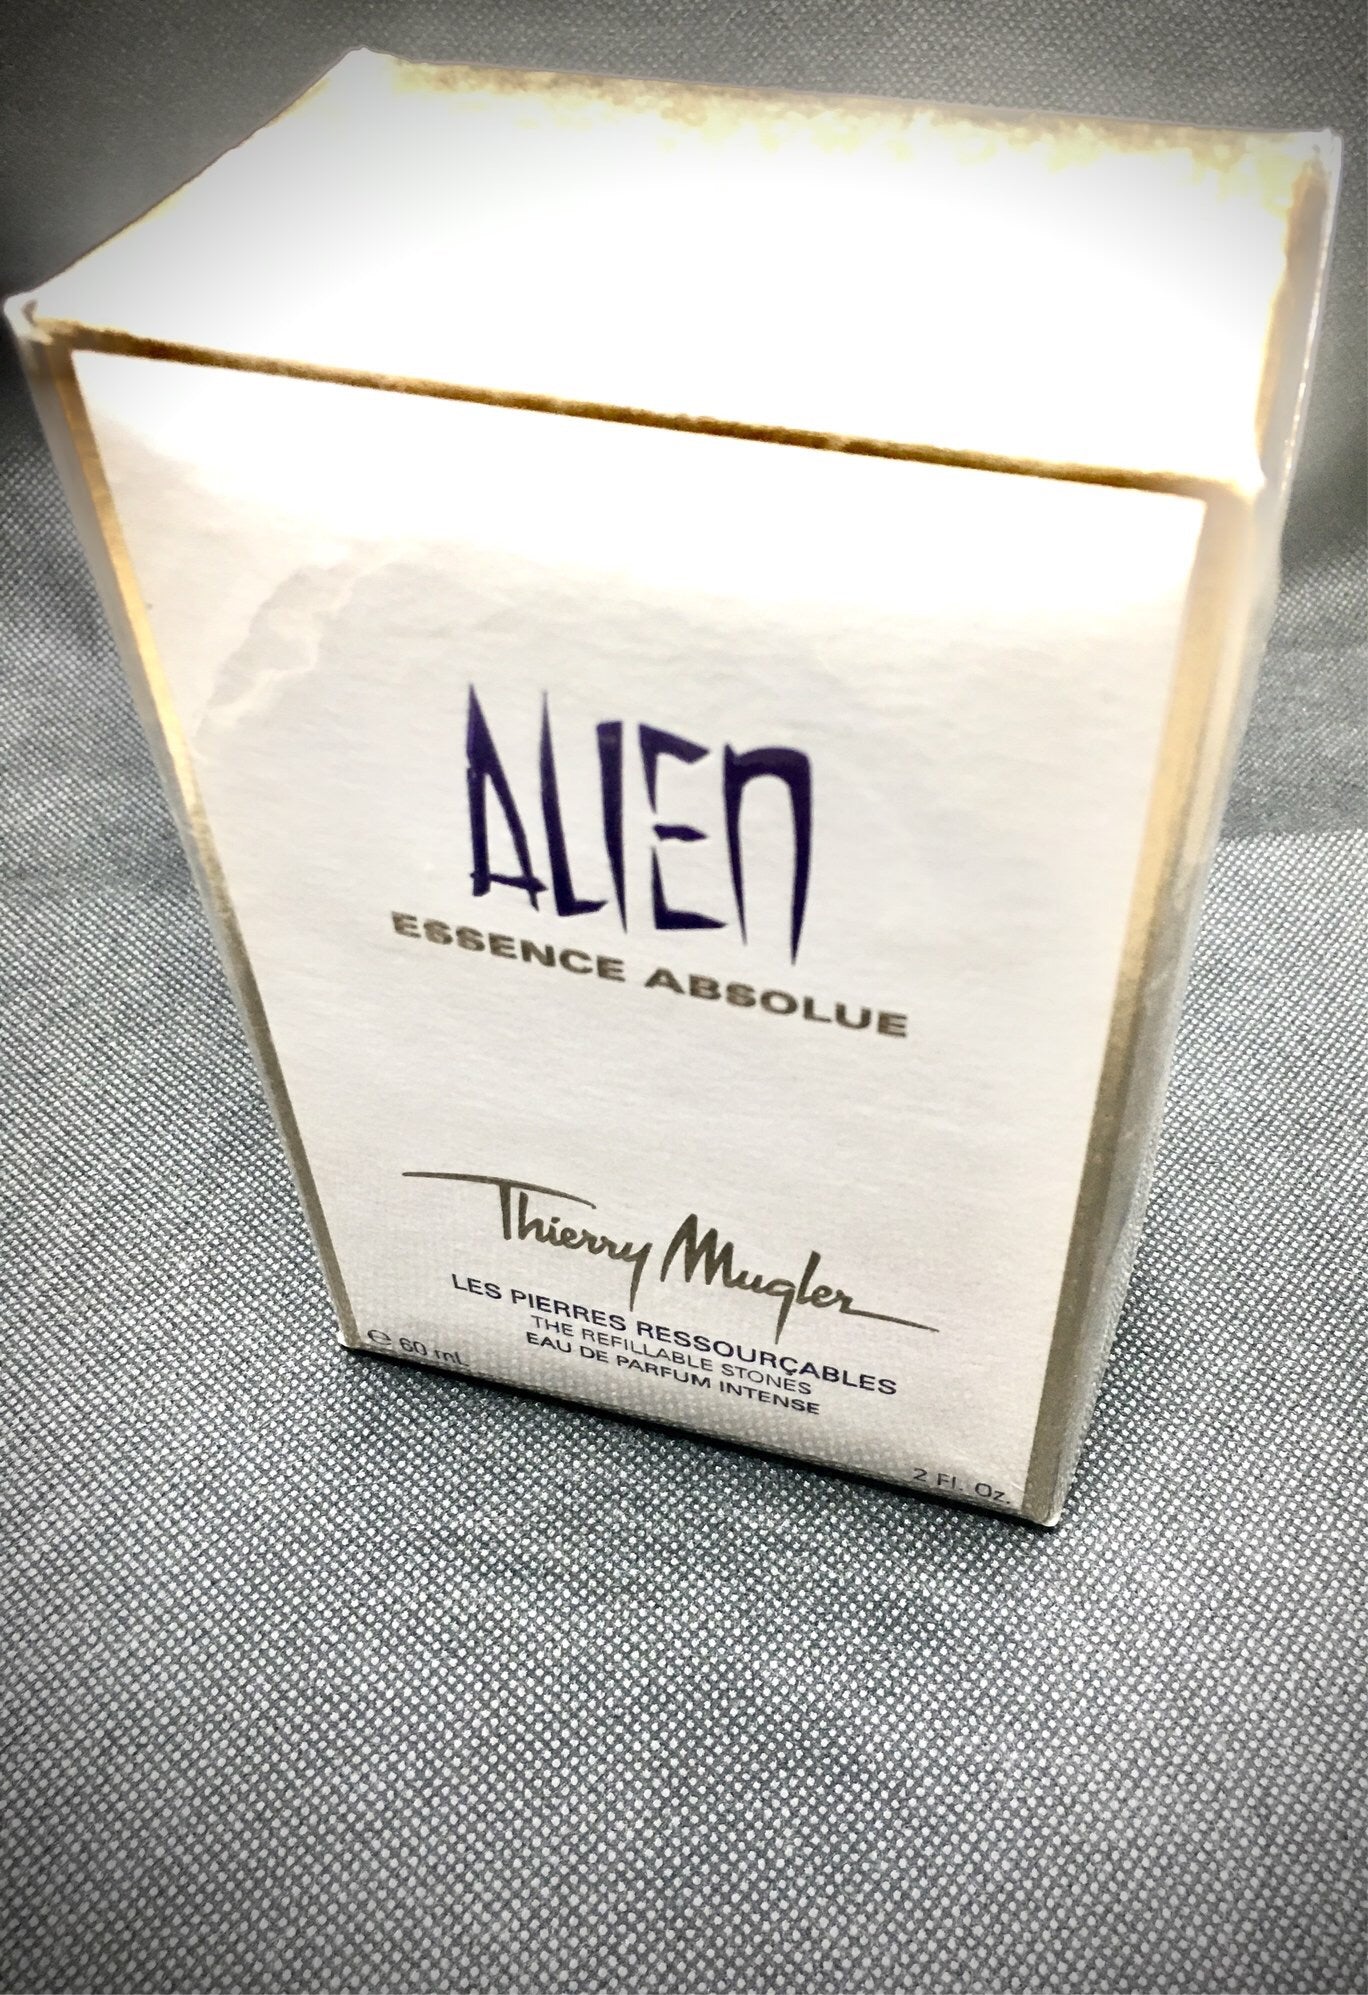 ALIEN
ESSENCE ABSOLUE
Thierry Mugler
LES PIERRES RESSOURÇABLES
THE REFILLABLE STONES
EAU DE PARFUM INTENSE
e 60 mL
2 Fl. Oz.